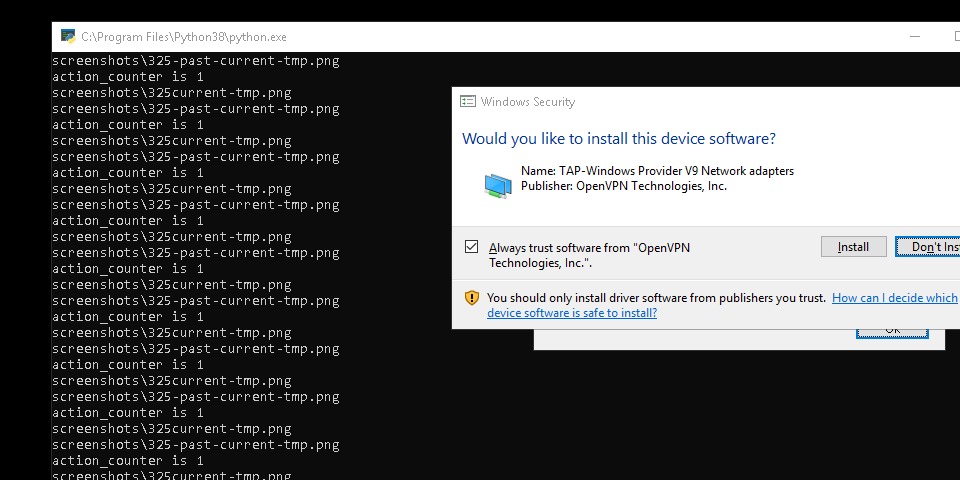 C:\Program Files\Python38\python.exe
screenshots\325-past-current-tmp.png
action_counter is 1
screenshots\325current-tmp.png
screenshots\325-past-current-tmp.png
action_counter is 1
screenshots\325current-tmp.png
screenshots\325-past-current-tmp.png
action_counter is 1
screenshots\325current-tmp.png
screenshots\325-past-current-tmp.png
action_counter is 1
screenshots\325current-tmp.png
screenshots\325-past-current-tmp.png
action_counter is 1
screenshots\325current-tmp.png
screenshots\325-past-current-tmp.png
action_counter is 1
screenshots\325current-tmp.png
screenshots\325-past-current-tmp.png
action_counter is 1
screenshots\325current-tmp.png
screenshots\325-past-current-tmp.png
action_counter is 1
screenshots\325current-tmp.png
screenshots\325-past-current-tmp.png
action_counter is 1
screenshots\325current-tmp.png
Windows Security
Would you like to install this device software?
Name: TAP-Windows Provider V9 Network adapters
Publisher: OpenVPN Technologies, Inc.
Always trust software from "OpenVPN
Technologies, Inc.".
Install
Don't Inst
You should only install driver software from publishers you trust. How can I decide which
device software is safe to install?
OK